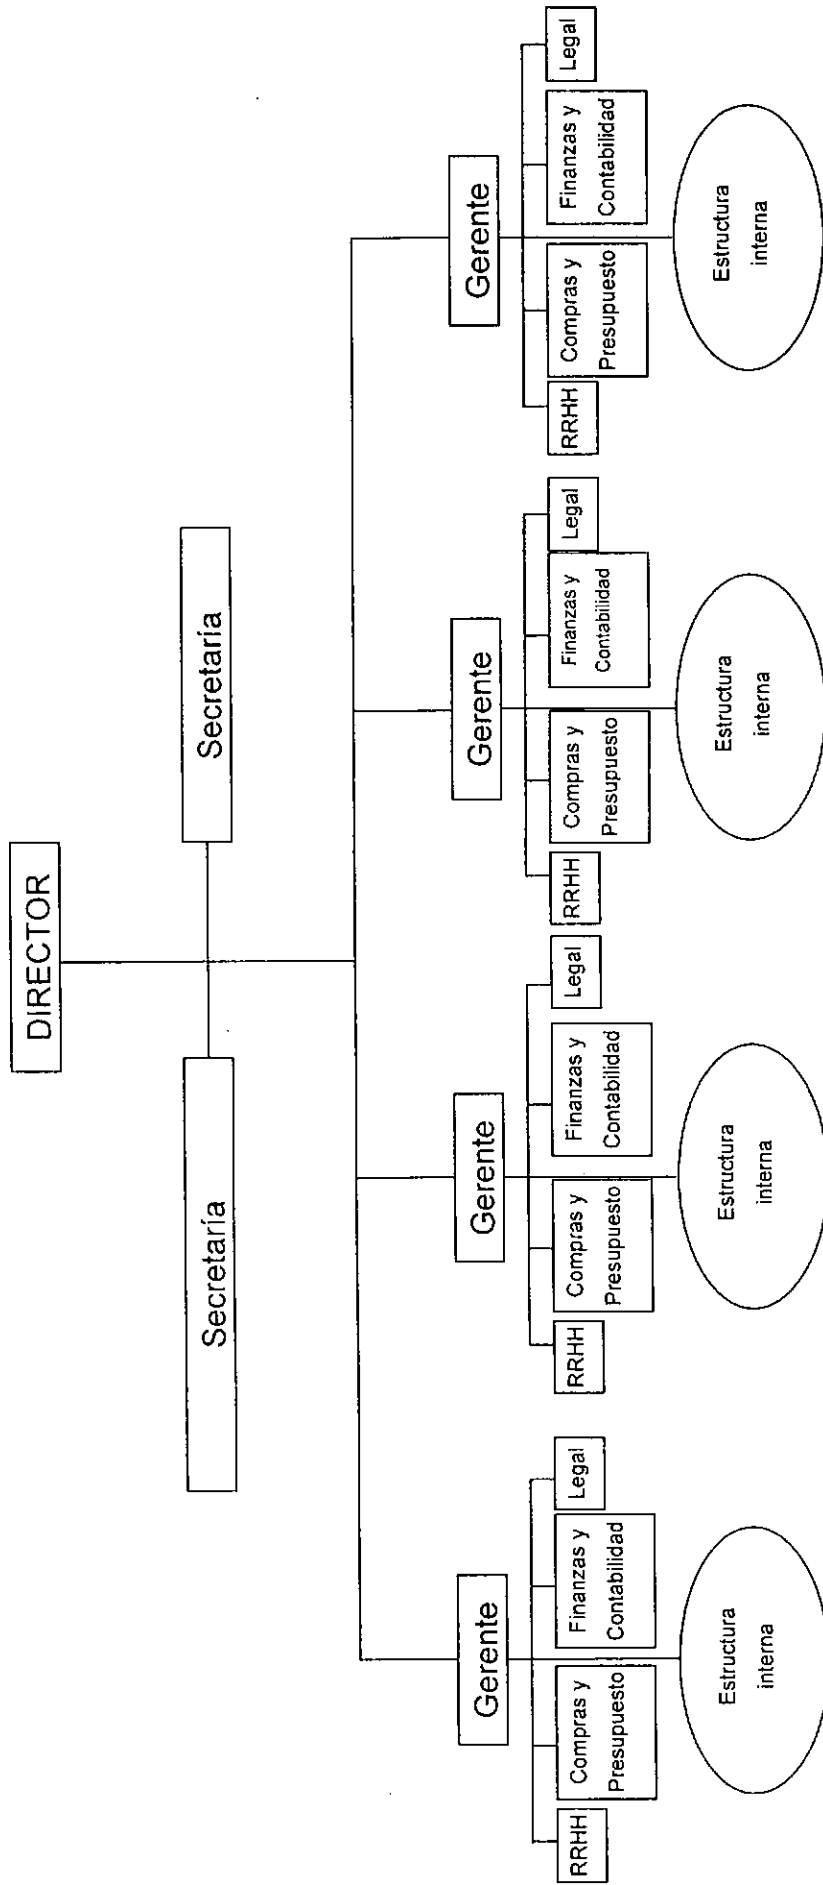 DIRECTOR
Secretaría
Secretaría
Gerente
Gerente
Gerente
Gerente
RRHH
Compras y
Presupuesto
Finanzas y
Contabilidad
Legal
RRHH
Compras y
Presupuesto
Finanzas y
Contabilidad
Legal
RRHH
Compras y
Presupuesto
Finanzas y
Contabilidad
Legal
RRHH
Compras y
Presupuesto
Finanzas y
Contabilidad
Legal
Estructura
interna
Estructura
interna
Estructura
interna
Estructura
interna